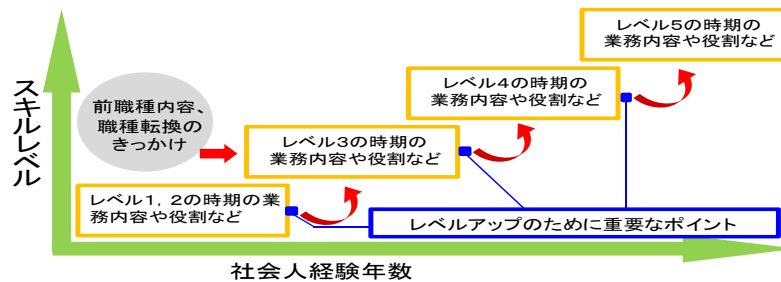 レベル5の時期の
業務内容や役割など
レベル4の時期の
業務内容や役割など
前職種内容、
職種転換の
きっかけ
レベル3の時期の
業務内容や役割など
レベル1，2の時期の業
務内容や役割など
レベルアップのために重要なポイント
スキルレベル
社会人経験年数